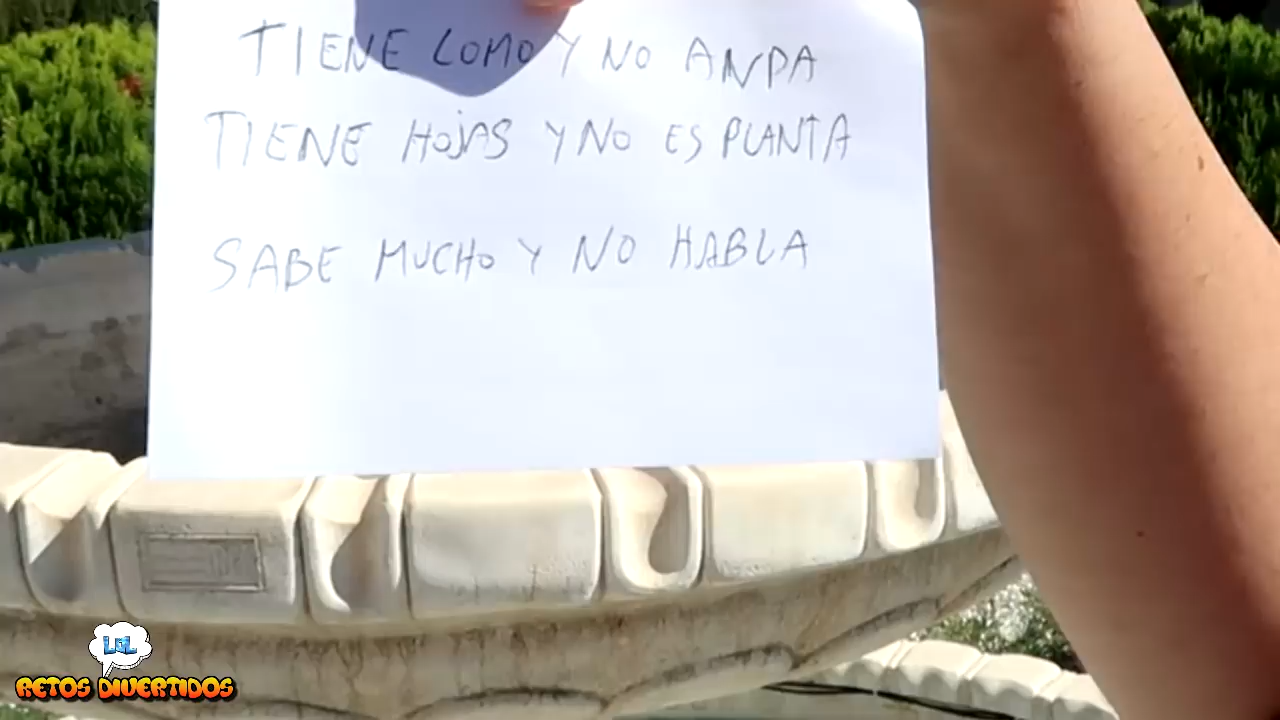 TIENE LOMO Y NO ANDA
TIENE HOJAS Y NO ES PLANTA
SABE MUCHO Y NO HABLA
LOL
RETOS DIVERTIDOS